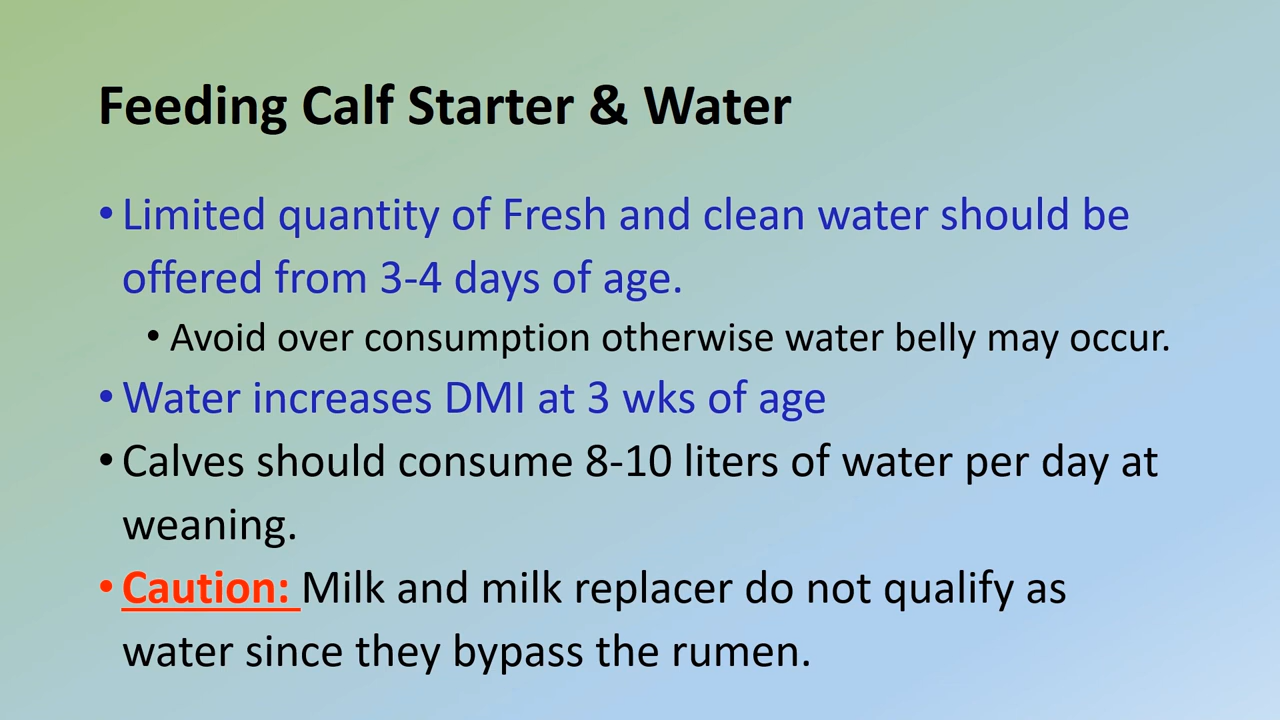 Feeding Calf Starter & Water
• Limited quantity of Fresh and clean water should be
offered from 3-4 days of age.
• Avoid over consumption otherwise water belly may occur.
• Water increases DMI at 3 wks of age
• Calves should consume 8-10 liters of water per day at
weaning.
• Caution: Milk and milk replacer do not qualify as
water since they bypass the rumen.